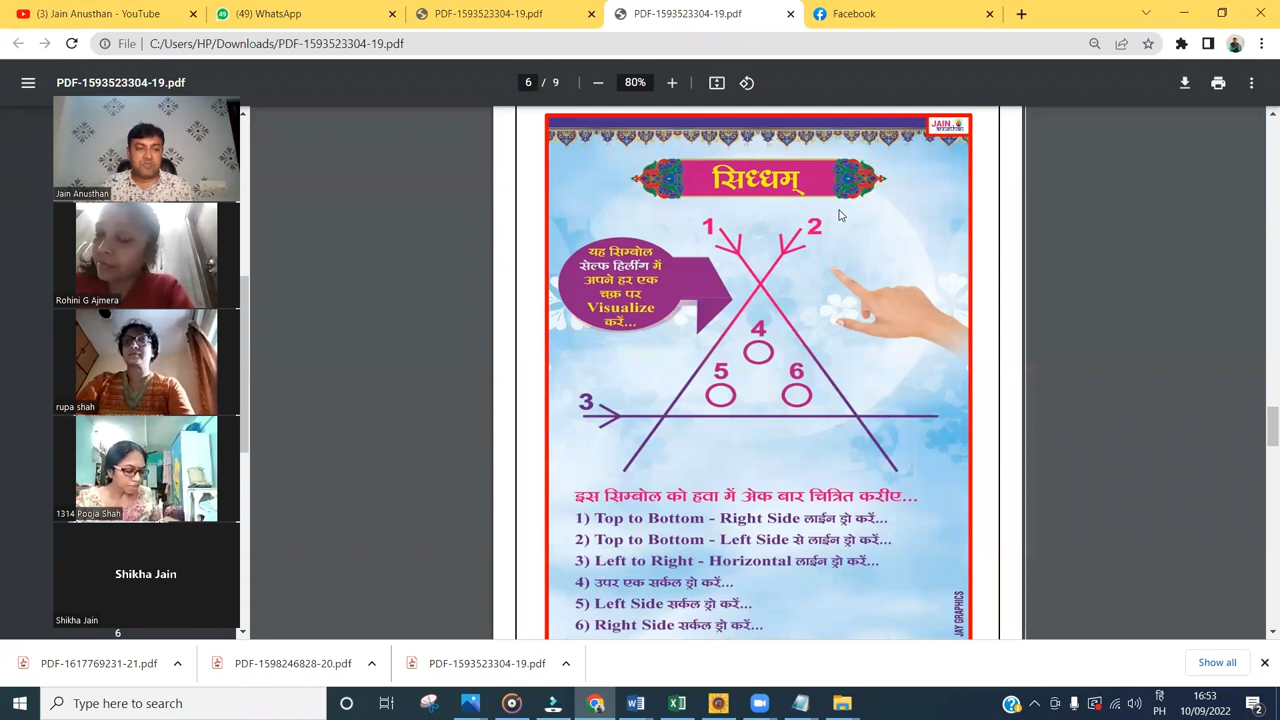 (3) Jain Anusthan - YouTube
(49) WhatsApp
PDF-1593523304-19.pdf
PDF-1593523304-19.pdf
Facebook
File
C:/Users/HP/Downloads/PDF-1593523304-19.pdf
PDF-1593523304-19.pdf
6 / 9
80%
Jain Anusthan
Rohini G Ajmera
rupa shah
1314 Pooja Shah
Shikha Jain
Shikha Jain
6
JAIN
anusthan
सिध्धम्
1
2
यह सिम्बोल
सेल्फ हिलींग में
अपने हर एक
चक्र पर
Visualize
करें...
4
5
6
3
इस सिम्बोल को हवा में अेक बार चित्रित करीए...
1) Top to Bottom - Right Side लाईन ड्रो करें...
2) Top to Bottom - Left Side से लाईन ड्रो करें...
3) Left to Right - Horizontal लाईन ड्रो करें...
4) उपर एक सर्कल ड्रो करें...
5) Left Side सर्कल ड्रो करें...
6) Right Side सर्कल ड्रो करें...
JAY GRAPHICS
PDF-1617769231-21.pdf
PDF-1598246828-20.pdf
PDF-1593523304-19.pdf
Show all
Type here to search
हि
PH
16:53
10/09/2022
2